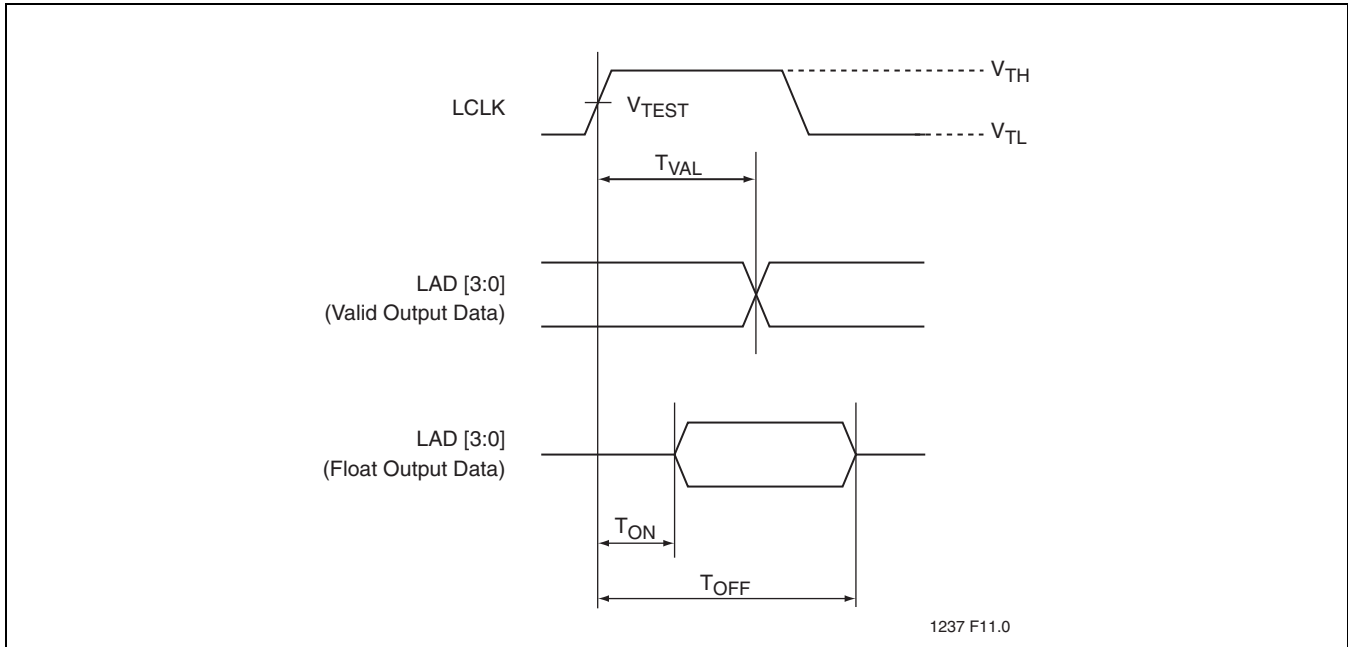 LCLK
VTEST
VTH
VTL
TVAL
LAD [3:0]
(Valid Output Data)
LAD [3:0]
(Float Output Data)
TON
TOFF
1237 F11.0